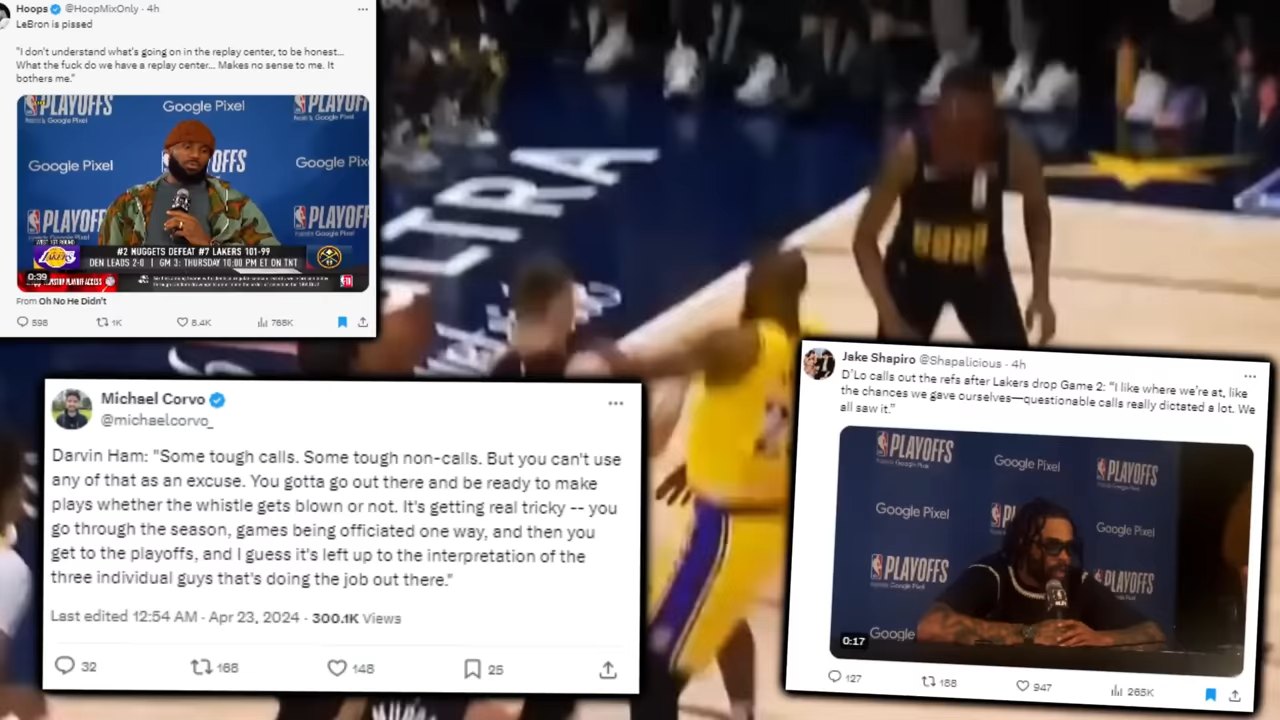 Hoops @HoopMixOnly · 4h
LeBron is pissed
"I don't understand what's going on in the replay center, to be honest...
What the fuck do we have a replay center... Makes no sense to me. It
bothers me."
PLAYOFFS
Google Pixel
PLAYOFF
Google Pixel
OFFS
Google Pix
PLAYOFF
PLAYOFF
WEST 1ST ROUND
LAKERS
#2 NUGGETS DEFEAT #7 LAKERS 101-99
DEN LEADS 2-0 | GM 3: THURSDAY 10:00 PM ET ON TNT
0:39
From Oh No He Didn't
598 1K 8.4K 768K
LTRA
Michael Corvo
@michaelcorvo_
Darvin Ham: "Some tough calls. Some tough non-calls. But you can't use
any of that as an excuse. You gotta go out there and be ready to make
plays whether the whistle gets blown or not. It's getting real tricky -- you
go through the season, games being officiated one way, and then you
get to the playoffs, and I guess it's left up to the interpretation of the
three individual guys that's doing the job out there."
Last edited 12:54 AM · Apr 23, 2024 · 300.1K Views
32 168 148 25
Jake Shapiro @Shapalicious · 4h
D'Lo calls out the refs after Lakers drop Game 2: "I like where we're at, like
the chances we gave ourselves—questionable calls really dictated a lot. We
all saw it."
PLAYOFFS
Google Pixel
PLAYOFFS
Google Pixel
Google Pixel
PLAYOFFS
PLAYOFFS
0:17
Google
127 188 947 265K